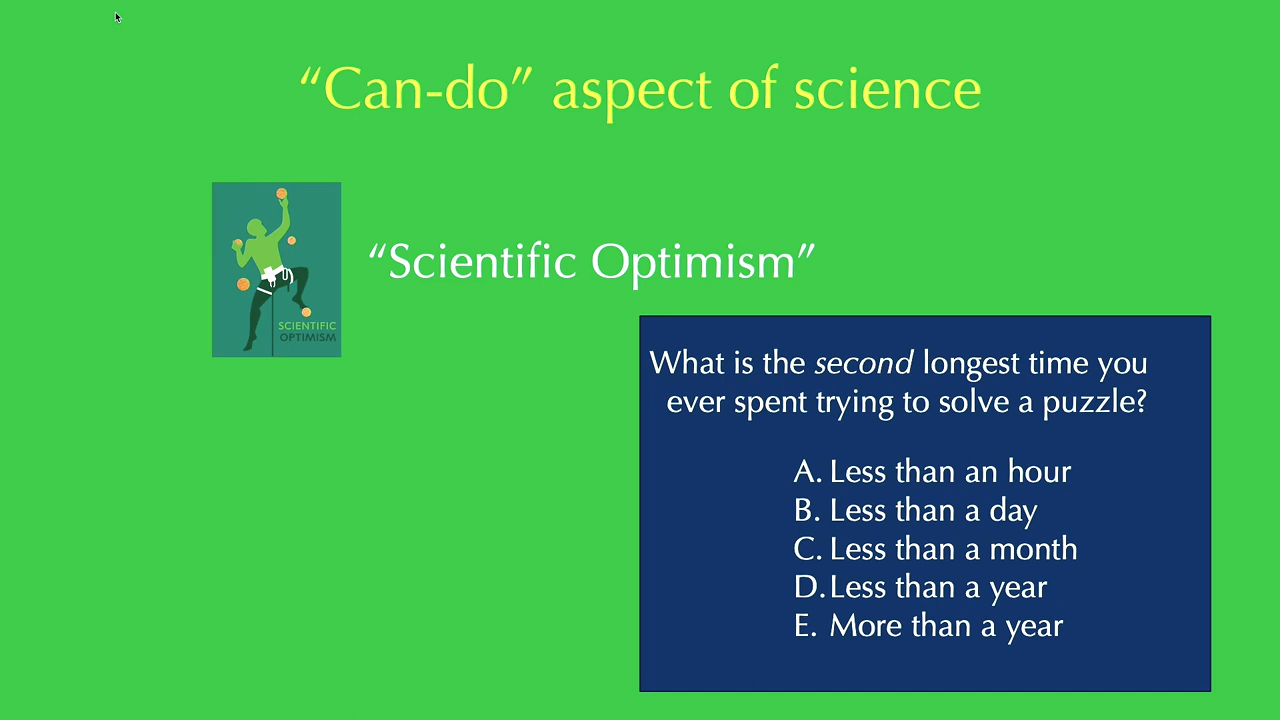 “Can-do” aspect of science
“Scientific Optimism”
SCIENTIFIC
OPTIMISM
What is the second longest time you
ever spent trying to solve a puzzle?
A. Less than an hour
B. Less than a day
C. Less than a month
D. Less than a year
E. More than a year